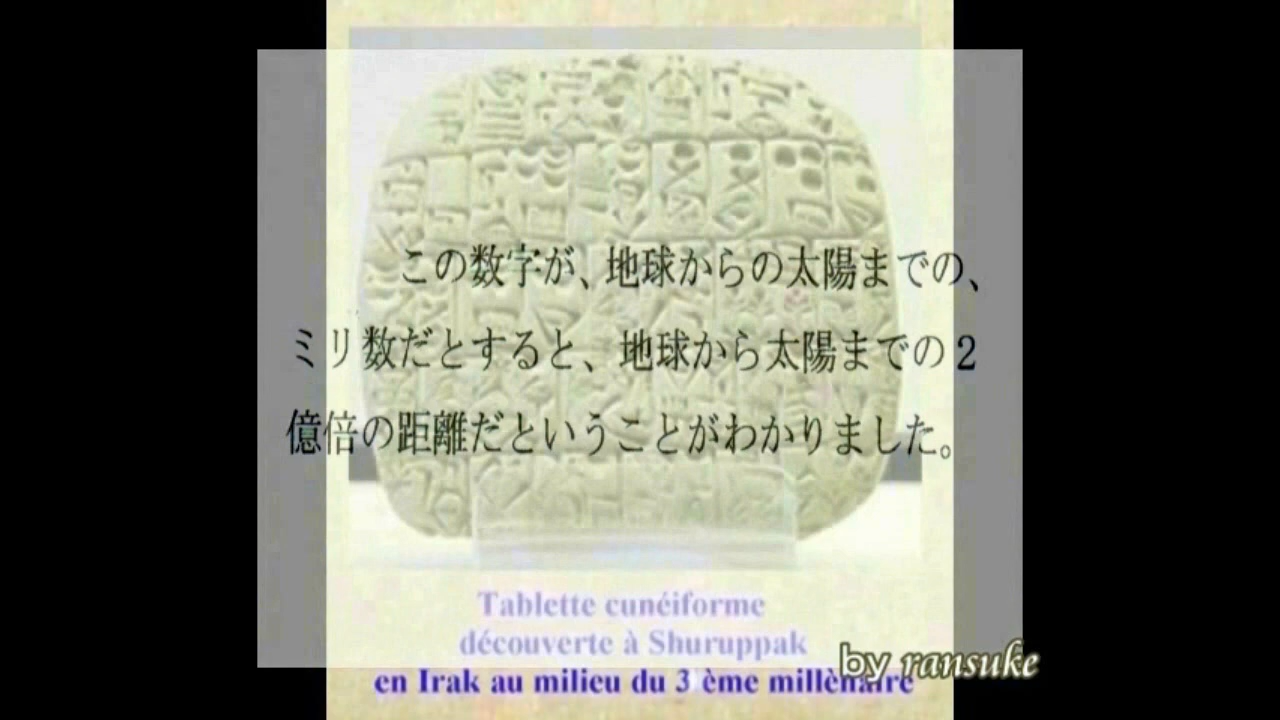 この数字が、地球からの太陽までの、
ミリ数だとすると、地球から太陽までの２
億倍の距離だということがわかりました。
Tablette cunéiforme
découverte à Shuruppak
en Irak au milieu du 3 ème millènaire
by ransuke